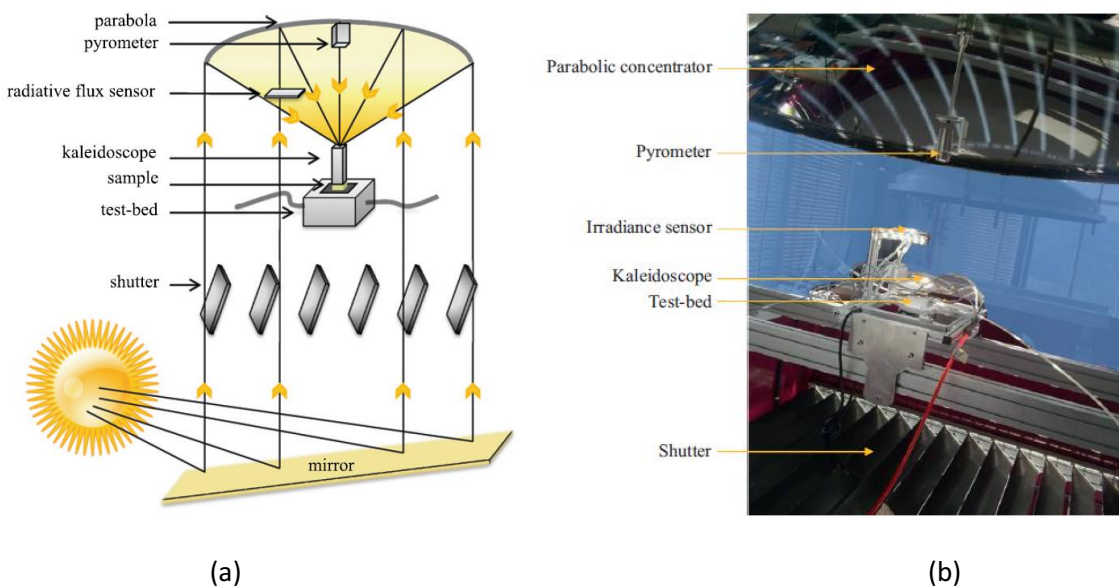 parabola
pyrometer
radiative flux sensor
kaleidoscope
sample
test-bed
shutter
mirror
(a)
Parabolic concentrator
Pyrometer
Irradiance sensor
Kaleidoscope
Test-bed
Shutter
(b)